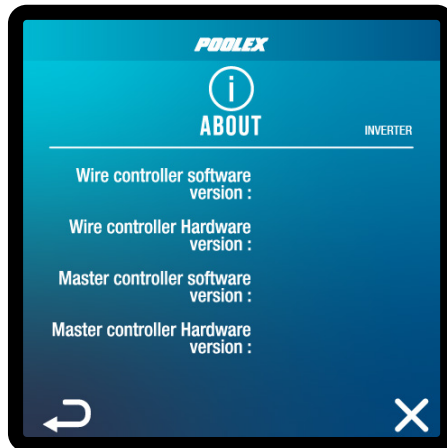 POOLEX
i
ABOUT
INVERTER
Wire controller software
version :
Wire controller Hardware
version :
Master controller software
version :
Master controller Hardware
version :